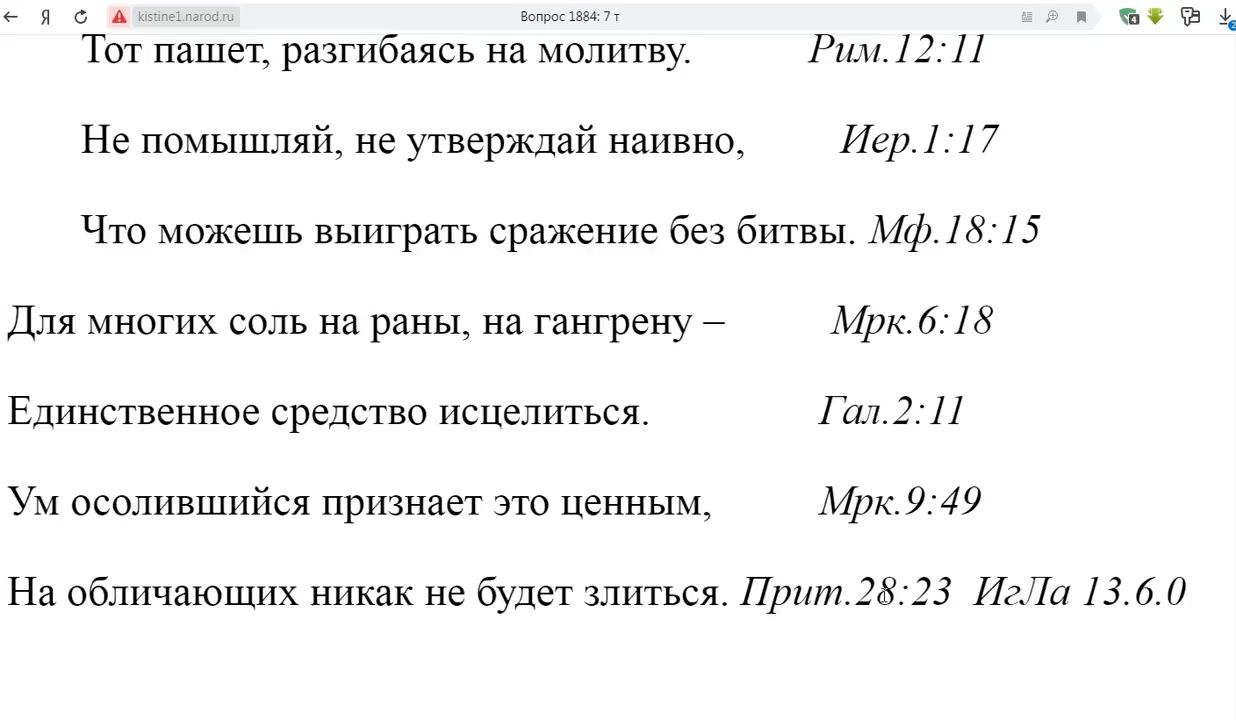 Я kistine1.narod.ru Вопрос 1884: 7 т 4 2
Тот пашет, разгибаясь на молитву. Рим.12:11
Не помышляй, не утверждай наивно, Иер.1:17
Что можешь выиграть сражение без битвы. Мф.18:15
Для многих соль на раны, на гангрену – Мрк.6:18
Единственное средство исцелиться. Гал.2:11
Ум осолившийся признает это ценным, Мрк.9:49
На обличающих никак не будет злиться. Прит.28:23 ИгЛа 13.6.0